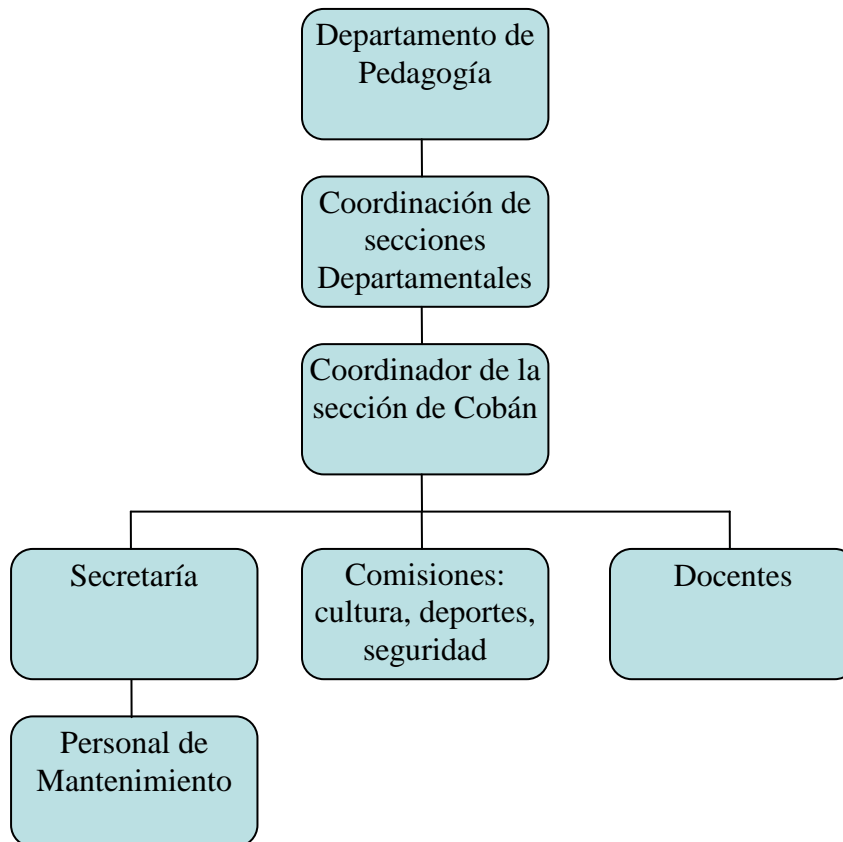 Departamento de
Pedagogía
Coordinación de
secciones
Departamentales
Coordinador de la
sección de Cobán
Secretaría
Comisiones:
cultura, deportes,
seguridad
Docentes
Personal de
Mantenimiento